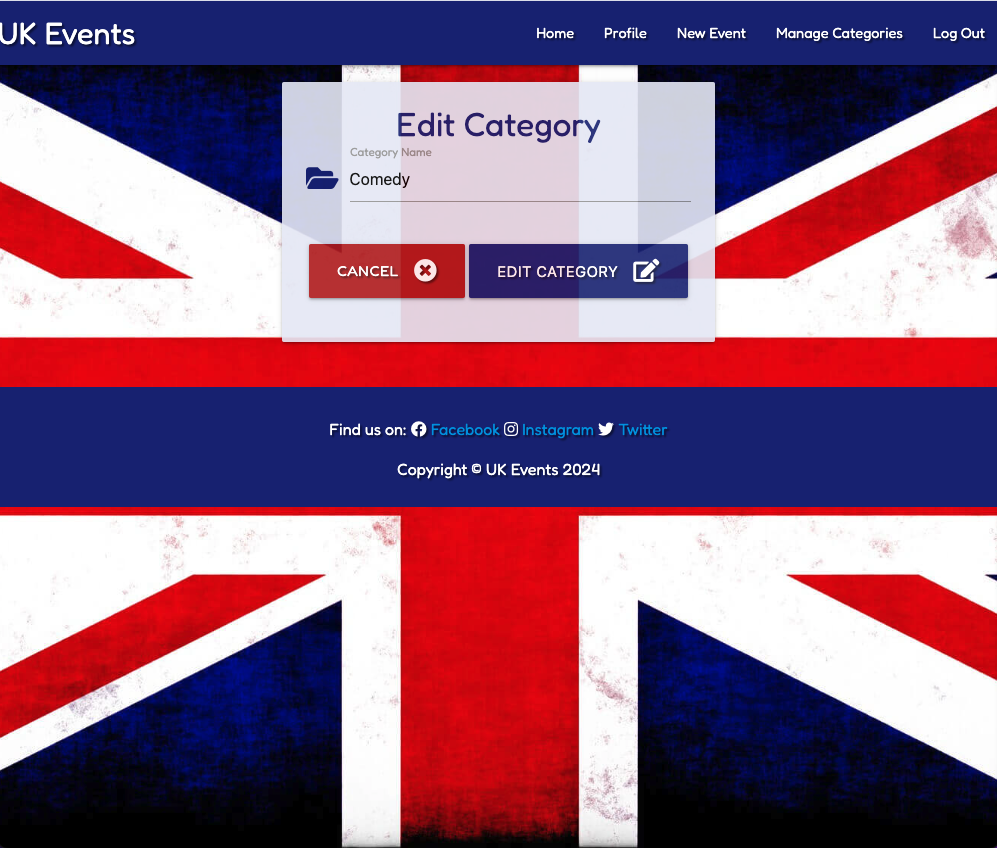 UK Events
Home Profile New Event Manage Categories Log Out
Edit Category
Category Name
Comedy
CANCEL EDIT CATEGORY
Find us on: Facebook Instagram Twitter
Copyright © UK Events 2024